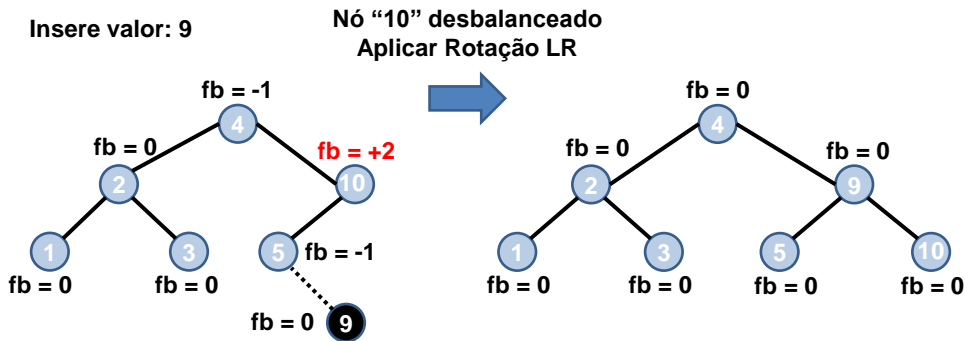 Insere valor: 9
Nó “10” desbalanceado
Aplicar Rotação LR
fb = -1
4
fb = 0
2
fb = +2
10
1
fb = 0
3
fb = 0
5
fb = -1
fb = 0
9
fb = 0
4
fb = 0
2
fb = 0
9
1
fb = 0
3
fb = 0
5
fb = 0
10
fb = 0